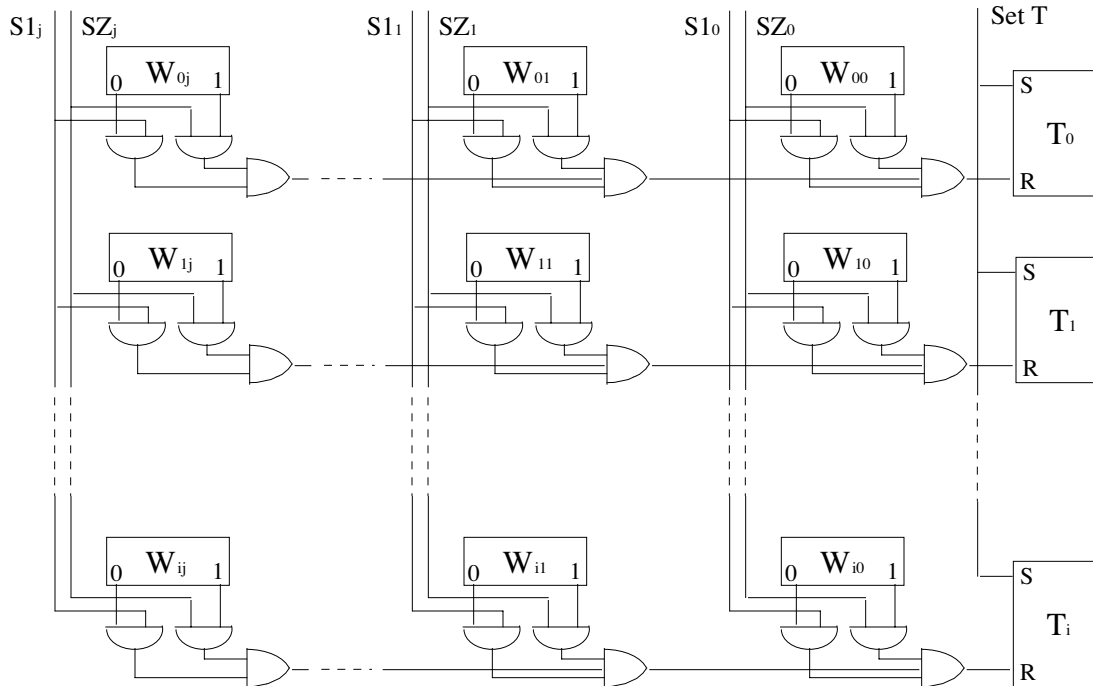 S1j SZj S11 SZ1 S10 SZ0 Set T
W0j W01 W00
0 1 0 1 0 1 S
T0
R
W1j W11 W10
0 1 0 1 0 1 S
T1
R
Wij Wi1 Wi0
0 1 0 1 0 1 S
Ti
R